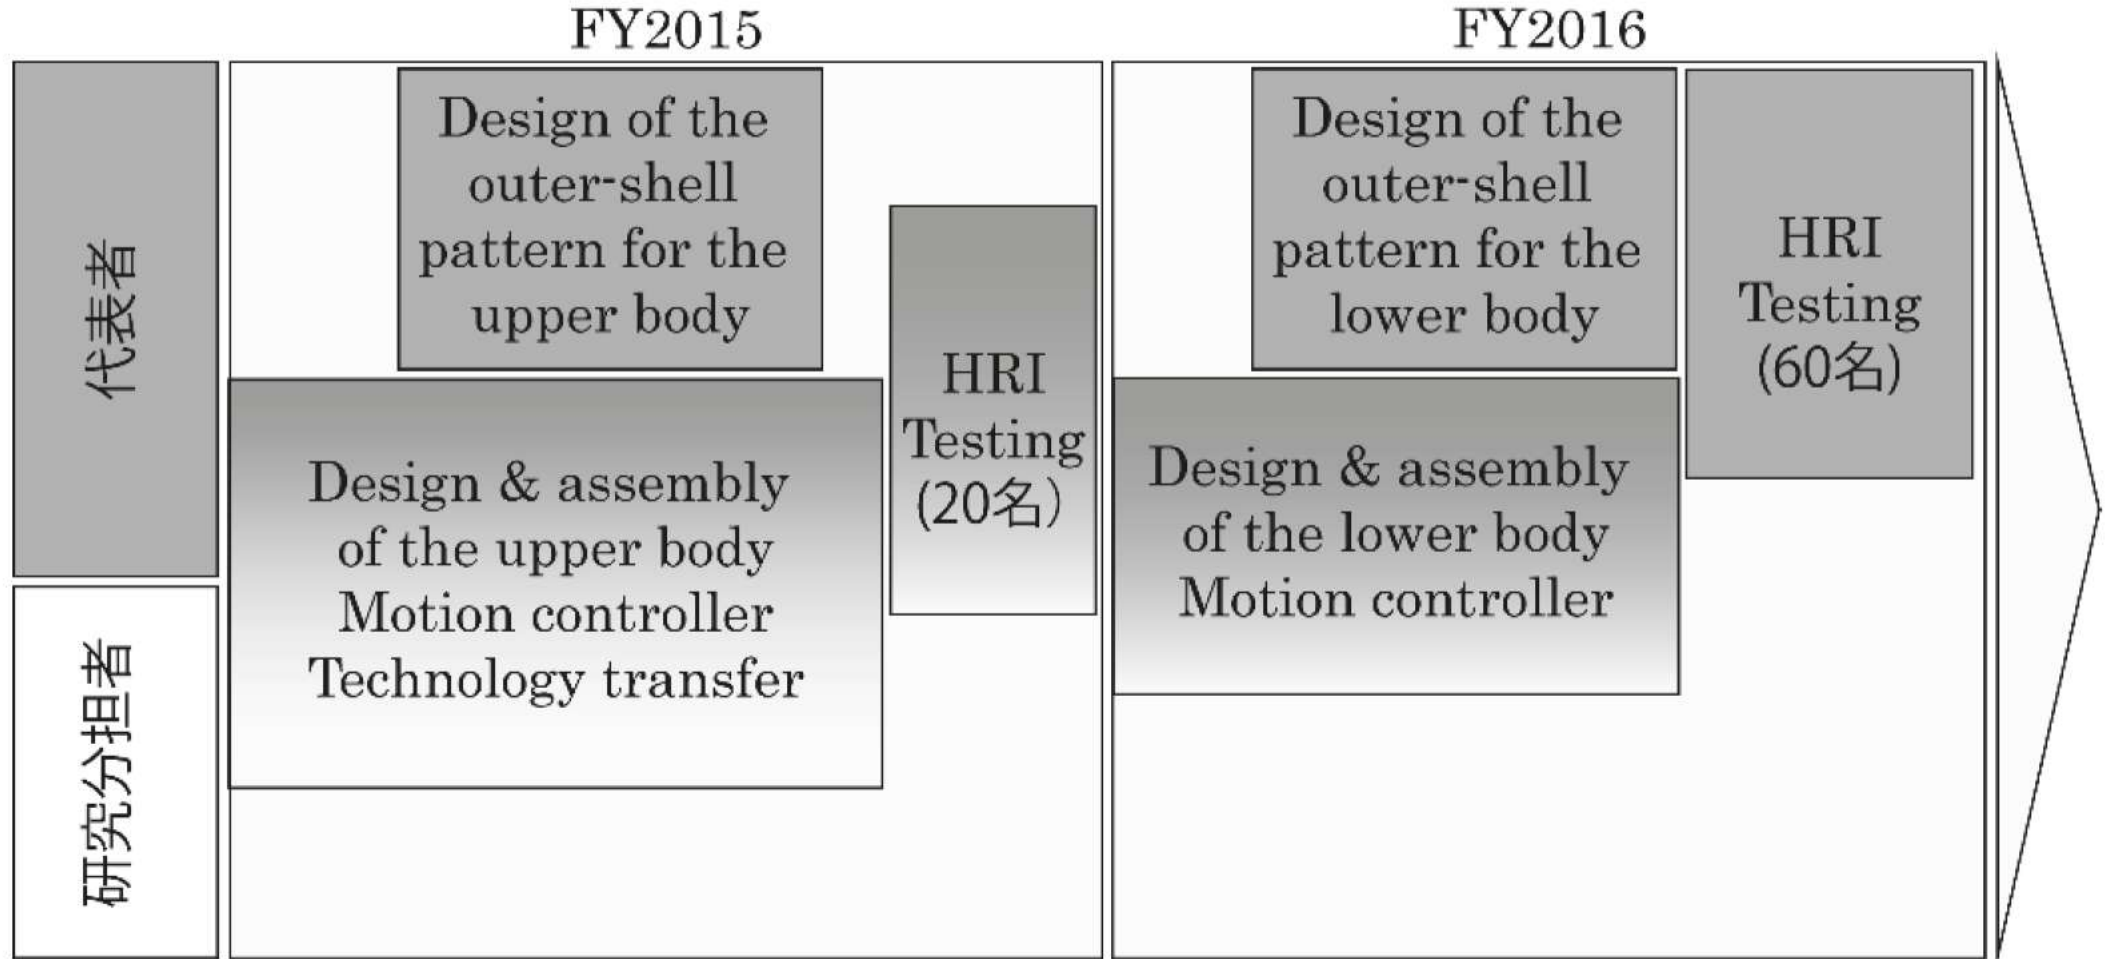 FY2015
FY2016
代表者
研究分担者
Design of the
outer-shell
pattern for the
upper body
Design & assembly
of the upper body
Motion controller
Technology transfer
HRI
Testing
(20名）
Design of the
outer-shell
pattern for the
lower body
Design & assembly
of the lower body
Motion controller
HRI
Testing
(60名)